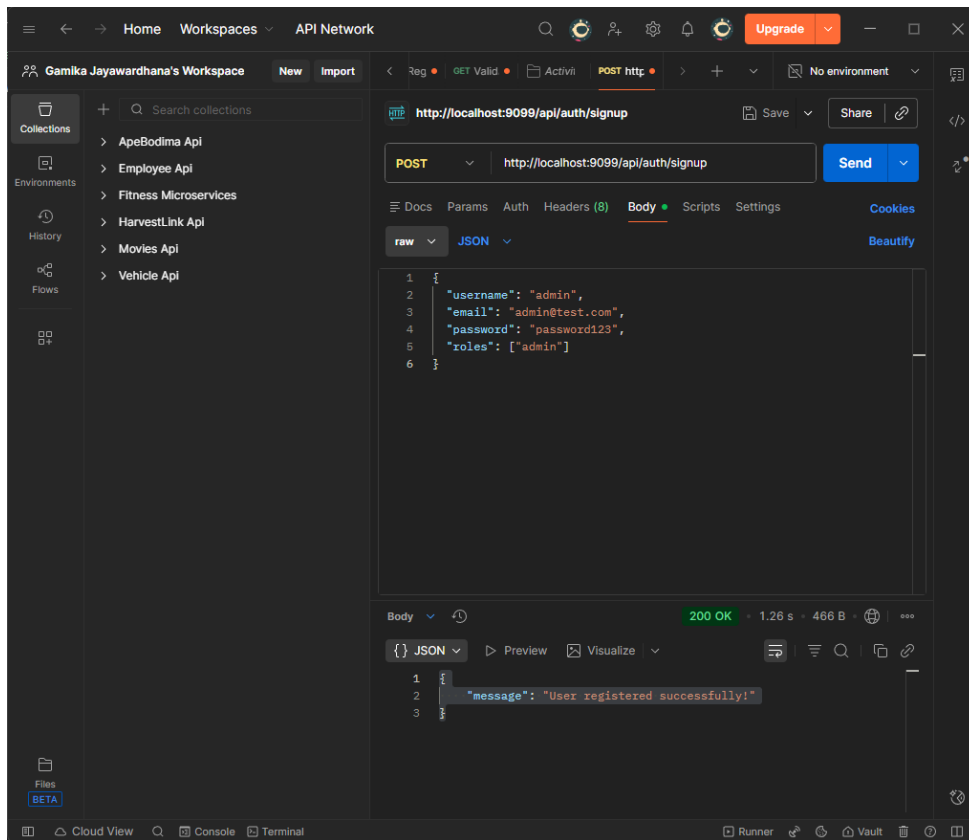 Home Workspaces API Network Upgrade
Gamika Jayawardhana's Workspace New Import
Reg GET Valid POST http No environment
Collections
Environments
History
Flows
Files
BETA
Search collections
ApeBodima Api
Employee Api
Fitness Microservices
HarvestLink Api
Movies Api
Vehicle Api
HTTP http://localhost:9099/api/auth/signup Save Share
POST http://localhost:9099/api/auth/signup Send
Docs Params Auth Headers (8) Body Scripts Settings Cookies
raw JSON Beautify
1 {
2 "username": "admin",
3 "email": "admin@test.com",
4 "password": "password123",
5 "roles": ["admin"]
6 }
Body 200 OK 1.26 s 466 B
{} JSON Preview Visualize
1 {
2 "message": "User registered successfully!"
3 }
Cloud View Console Terminal Runner Vault